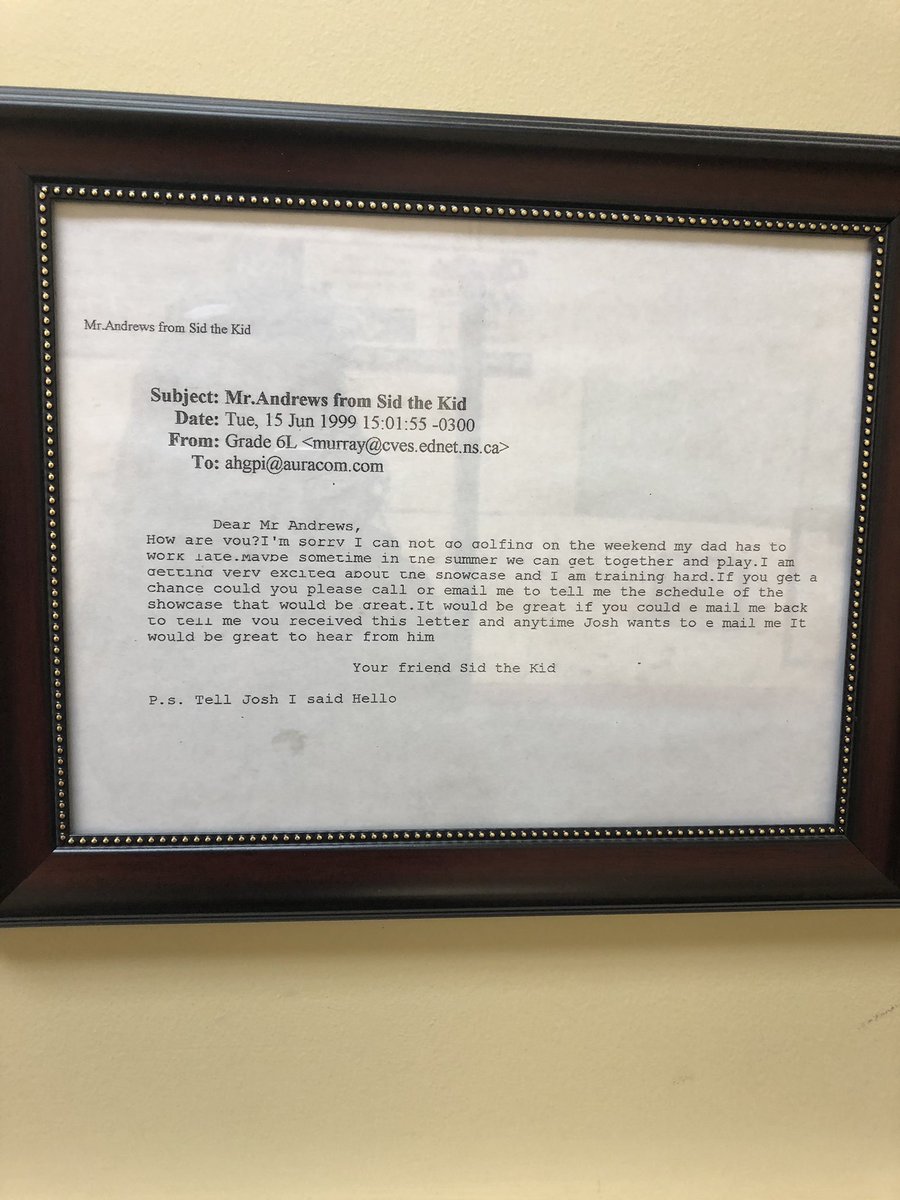 Mr.Andrews from Sid the Kid
Subject: Mr.Andrews from Sid the Kid
Date: Tue, 15 Jun 1999 15:01:55 -0300
From: Grade 6L <murray@cves.ednet.ns.ca>
To: ahgpi@auracom.com
Dear Mr Andrews,
How are you?I'm sorry I can not go golfing on the weekend my dad has to
work late.Maybe sometime in the summer we can get together and play.I am
getting very excited about the showcase and I am training hard.If you get a
chance could you please call or email me to tell me the schedule of the
showcase that would be great.It would be great if you could e mail me back
to tell me you received this letter and anytime Josh wants to e mail me It
would be great to hear from him
Your friend Sid the Kid
P.s. Tell Josh I said Hello